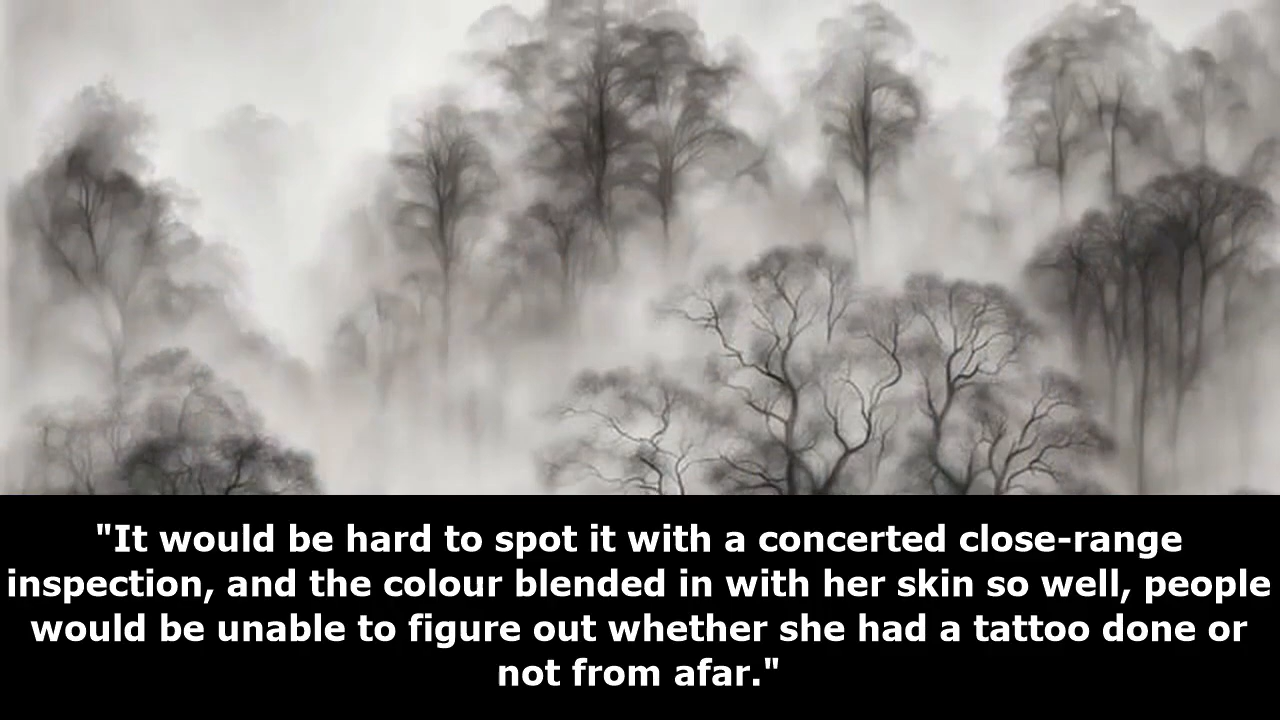 "It would be hard to spot it with a concerted close-range
inspection, and the colour blended in with her skin so well, people
would be unable to figure out whether she had a tattoo done or
not from afar."